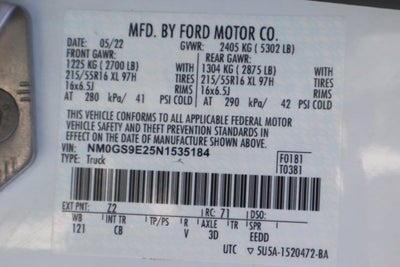 MFD. BY FORD MOTOR CO.
DATE: 05/22 GVWR: 2405 KG ( 5302 LB)
FRONT GAWR: REAR GAWR:
1225 KG ( 2700 LB) WITH 1304 KG ( 2875 LB) WITH
215/55R16 XL 97H TIRES 215/55R16 XL 97H TIRES
16x6.5J RIMS 16x6.5J RIMS
AT 280 kPa/ 41 PSI COLD AT 290 kPa/ 42 PSI COLD
THIS VEHICLE CONFORMS TO ALL APPLICABLE FEDERAL MOTOR
VEHICLE SAFETY AND THEFT PREVENTION STANDARDS IN
EFFECT ON THE DATE OF MANUFACTURE SHOWN ABOVE.
VIN: NM0GS9E25N1535184
TYPE: Truck
F0181
T0381
EXT PNT: Z2 RC: 71 DSO:
WB INT TR TP/PS R AXLE TR SPR
121 CB V 3D EEDD
UTC ▽ 5U5A-1520472-BA